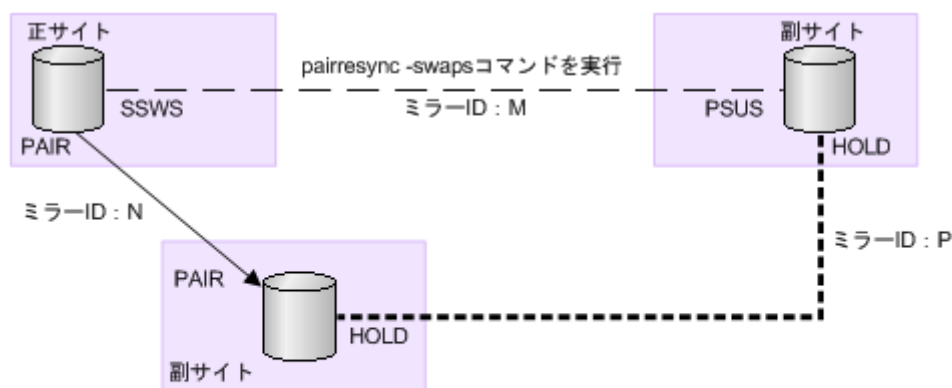 正サイト
副サイト
pairresync -swapsコマンドを実行
SSWS
ミラーID：M
PSUS
PAIR
HOLD
ミラーID：N
ミラーID：P
PAIR
HOLD
副サイト